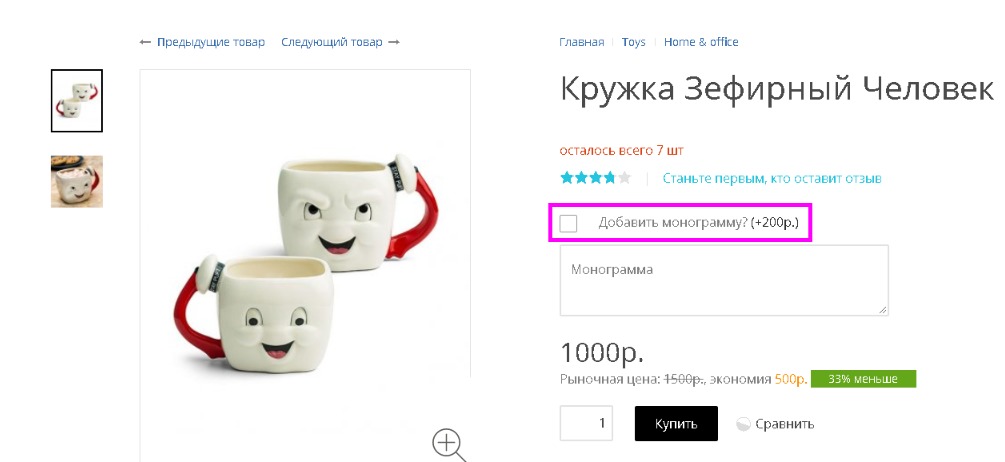 Предыдущие товар Следующий товар
Главная Toys Home & office
Кружка Зефирный Человек
осталось всего 7 шт
Станьте первым, кто оставит отзыв
Добавить монограмму? (+200р.)
Монограмма
1000р.
Рыночная цена: 1500р., экономия 500р. 33% меньше
1 Купить Сравнить